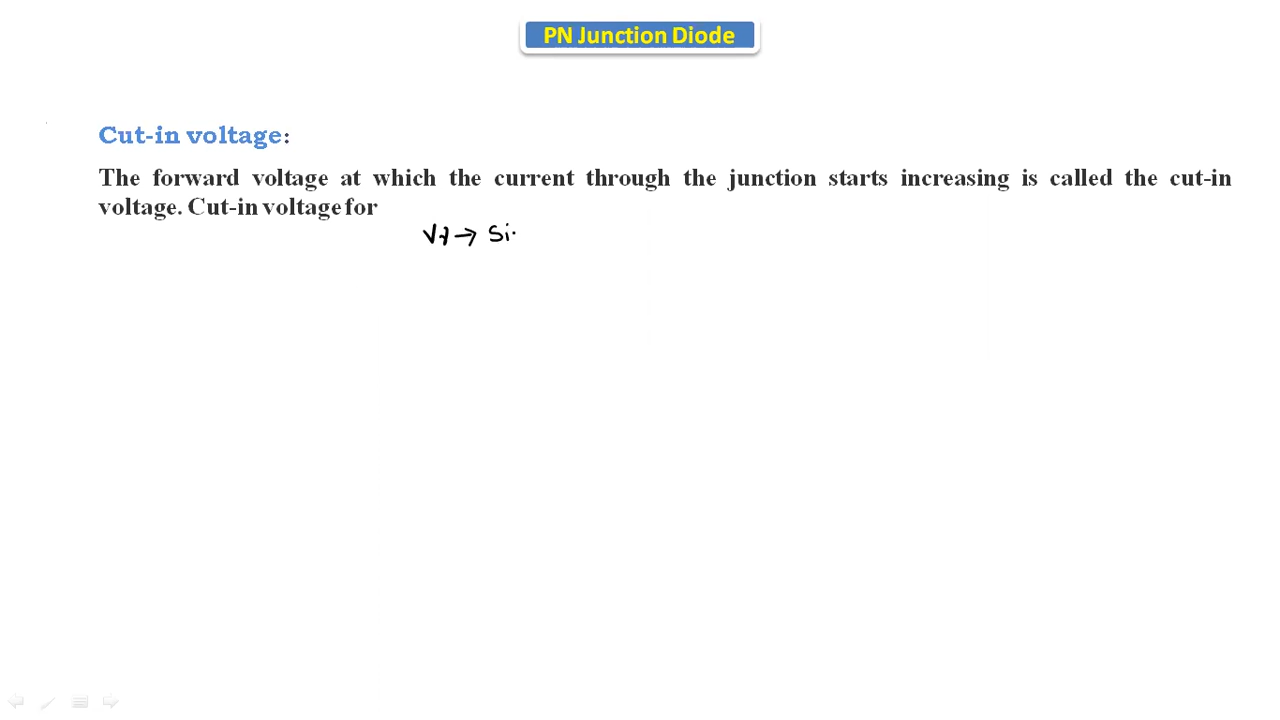 PN Junction Diode
Cut-in voltage:
The forward voltage at which the current through the junction starts increasing is called the cut-in
voltage. Cut-in voltage for
→ Si